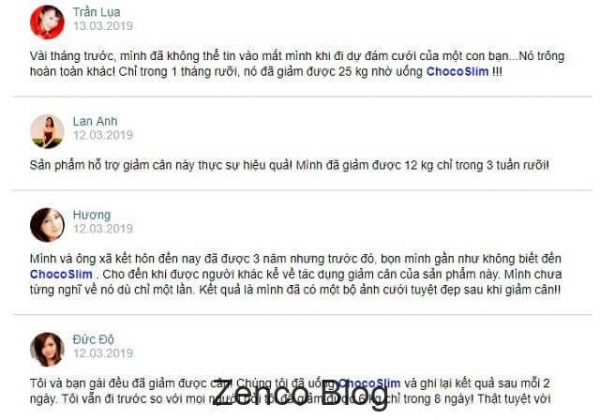 Trần Lụa
13.03.2019
Vài tháng trước, mình đã không thể tin vào mắt mình khi đi dự đám cưới của một con bạn...Nó trông
hoàn toàn khác! Chỉ trong 1 tháng rưỡi, nó đã giảm được 25 kg nhờ uống ChocoSlim !!!
Lan Anh
12.03.2019
Sản phẩm hỗ trợ giảm cân này thực sự hiệu quả! Mình đã giảm được 12 kg chỉ trong 3 tuần rưỡi!
Hương
12.03.2019
Mình và ông xã kết hôn đến nay đã được 3 năm nhưng trước đó, bọn mình gần như không biết đến
ChocoSlim . Cho đến khi được người khác kể về tác dụng giảm cân của sản phẩm này. Mình chưa
từng nghĩ về nó dù chỉ một lần. Kết quả là mình đã có một bộ ảnh cưới tuyệt đẹp sau khi giảm cân!!
Đức Độ
12.03.2019
Tôi và bạn gái đều đã giảm được cân! Chúng tôi đã uống ChocoSlim và ghi lại kết quả sau mỗi 2
ngày. Tôi vẫn đi trước so với mọi người tôi đã giảm được 6 kg chỉ trong 8 ngày! Thật tuyệt vời
Zenco Blog